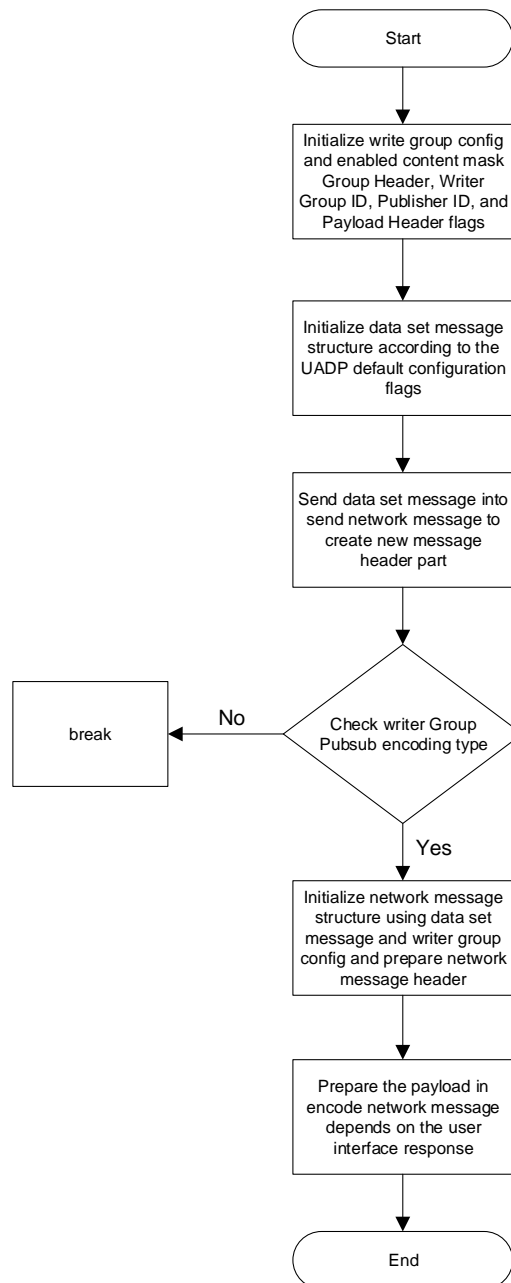 Start
Initialize write group config
and enabled content mask
Group Header, Writer
Group ID, Publisher ID, and
Payload Header flags
Initialize data set message
structure according to the
UADP default configuration
flags
Send data set message into
send network message to
create new message
header part
Check writer Group
Pubsub encoding type
No
break
Yes
Initialize network message
structure using data set
message and writer group
config and prepare network
message header
Prepare the payload in
encode network message
depends on the user
interface response
End